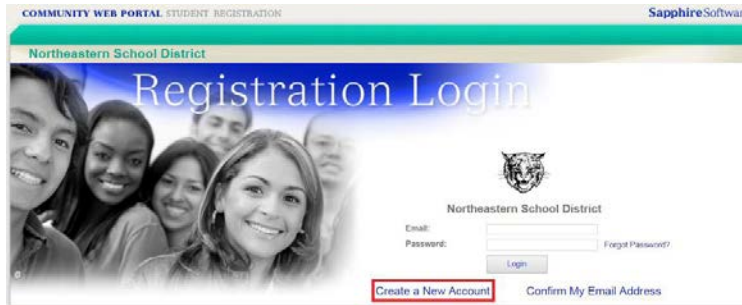 COMMUNITY WEB PORTAL STUDENT REGISTRATION
SapphireSoftwar
Northeastern School District
Registration Login
Northeastern School District
Email:
Password:
Forgot Password?
Login
Create a New Account
Confirm My Email Address